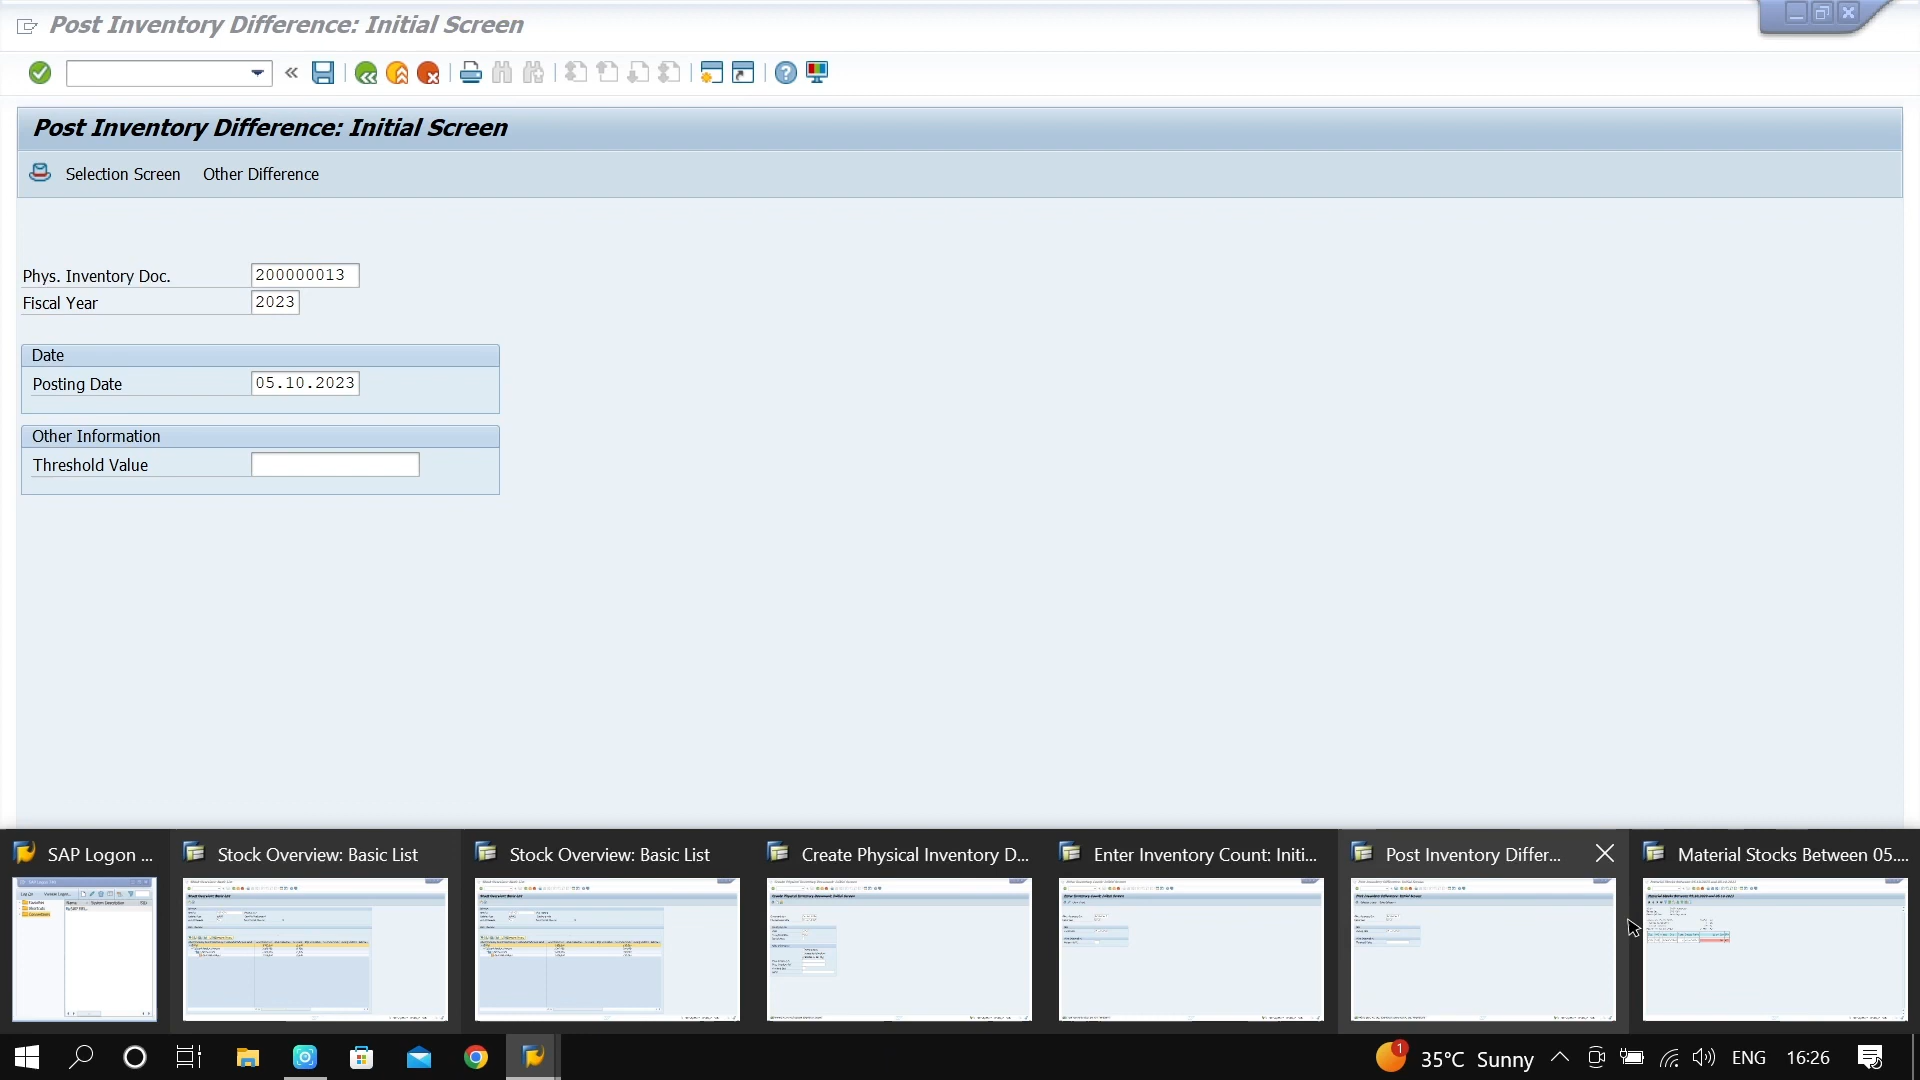 Post Inventory Difference: Initial Screen
Post Inventory Difference: Initial Screen
Selection Screen Other Difference
Phys. Inventory Doc. 200000013
Fiscal Year 2023
Date
Posting Date 05.10.2023
Other Information
Threshold Value
SAP Logon ...
Stock Overview: Basic List
Stock Overview: Basic List
Create Physical Inventory D...
Enter Inventory Count: Initi...
Post Inventory Differ...
Material Stocks Between 05....
1
35°C Sunny
ENG
16:26